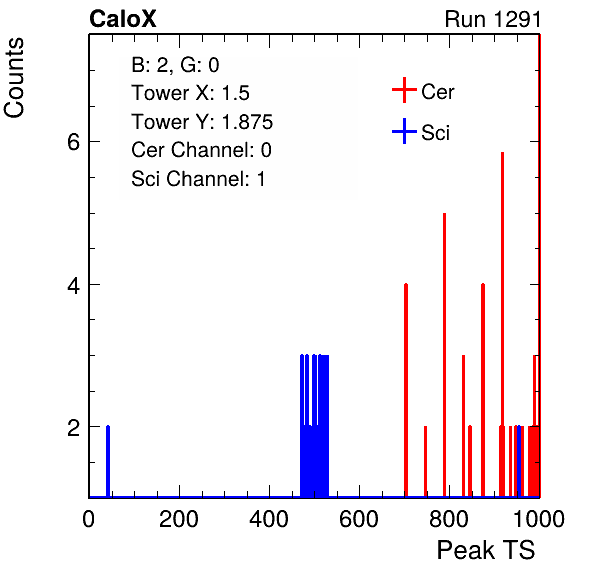 CaloX Run 1291
Counts
B: 2, G: 0
Tower X: 1.5
Tower Y: 1.875
Cer Channel: 0
Sci Channel: 1
Cer
Sci
6
4
2
0 200 400 600 800 1000
Peak TS